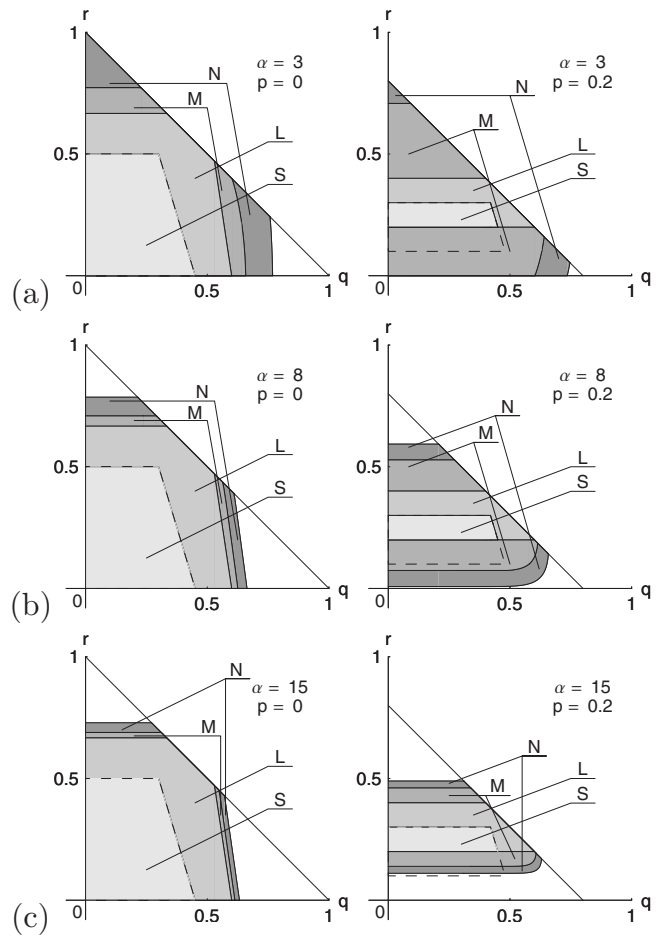 r
1
α = 3
p = 0
N
M
L
0.5
S
(a)
0
0.5
1
q
r
1
α = 3
p = 0.2
N
M
L
0.5
S
0
0.5
1
q
r
1
α = 8
p = 0
N
M
L
0.5
S
(b)
0
0.5
1
q
r
1
α = 8
p = 0.2
N
M
L
0.5
S
0
0.5
1
q
r
1
α = 15
p = 0
N
M
L
0.5
S
(c)
0
0.5
1
q
r
1
α = 15
p = 0.2
N
M
L
0.5
S
0
0.5
1
q